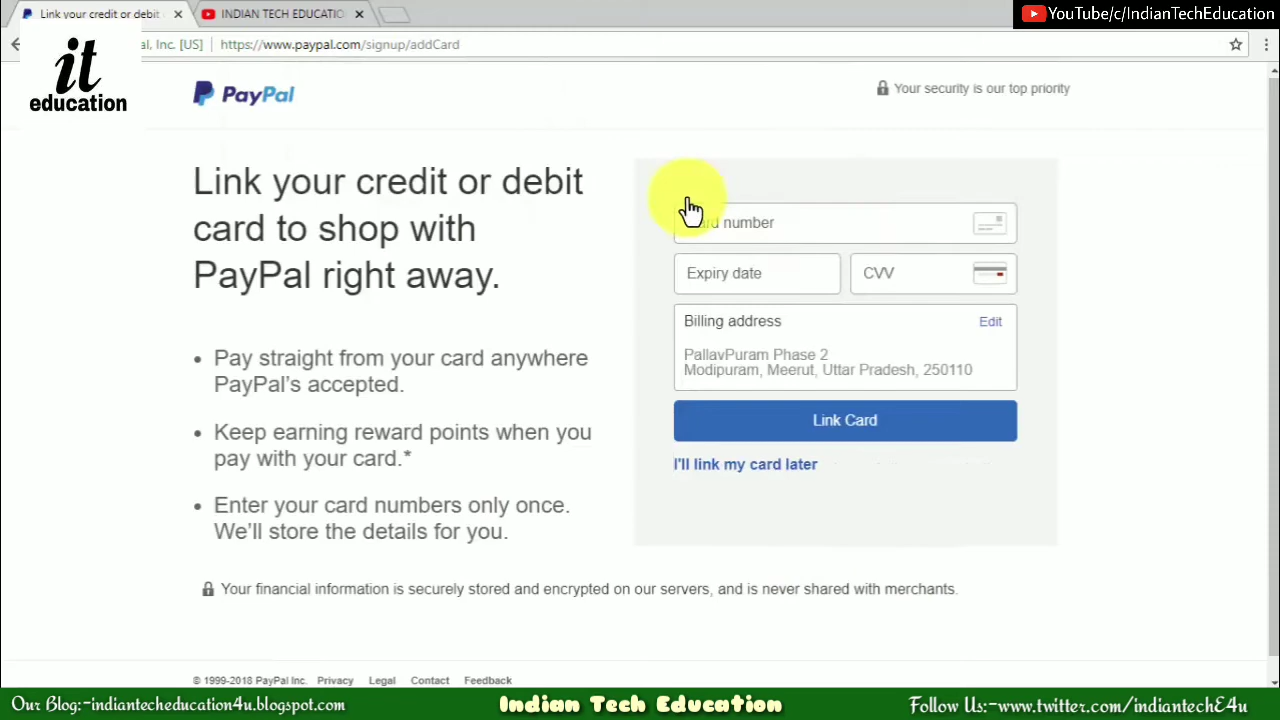 Link your credit or debit
INDIAN TECH EDUCATIO
YouTube/c/IndianTechEducation
al, Inc. [US]
https://www.paypal.com/signup/addCard
it
education
PayPal
Your security is our top priority
Link your credit or debit
card to shop with
PayPal right away.
• Pay straight from your card anywhere
PayPal's accepted.
• Keep earning reward points when you
pay with your card.*
• Enter your card numbers only once.
We'll store the details for you.
Card number
Expiry date
CVV
Billing address
Edit
PallavPuram Phase 2
Modipuram, Meerut, Uttar Pradesh, 250110
Link Card
I'll link my card later
Your financial information is securely stored and encrypted on our servers, and is never shared with merchants.
© 1999-2018 PayPal Inc. Privacy Legal Contact Feedback
Our Blog:-indiantecheducation4u.blogspot.com
Indian Tech Education
Follow Us:-www.twitter.com/indiantechE4u